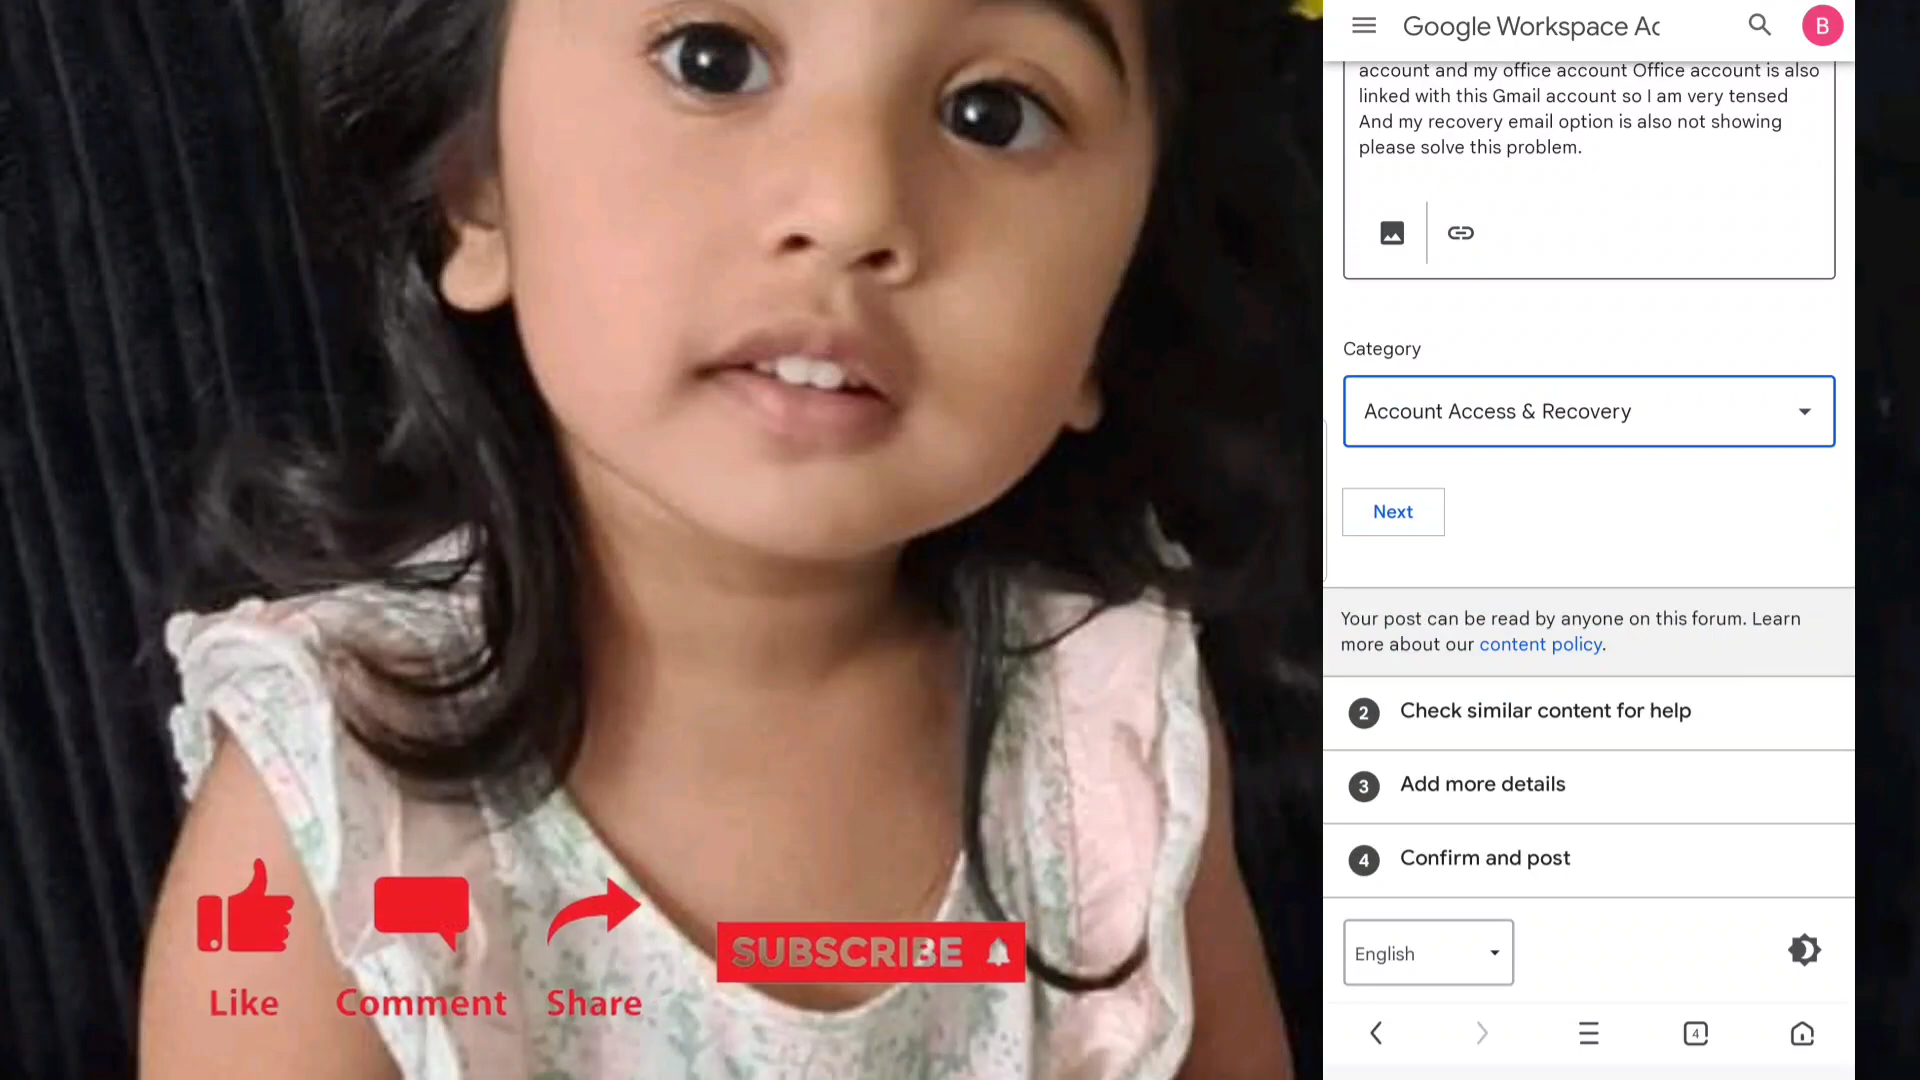 Google Workspace Ac
B
account and my office account Office account is also
linked with this Gmail account so I am very tensed
And my recovery email option is also not showing
please solve this problem.
Category
Account Access & Recovery
Next
Your post can be read by anyone on this forum. Learn
more about our content policy.
2 Check similar content for help
3 Add more details
4 Confirm and post
English
4
SUBSCRIBE
Like Comment Share